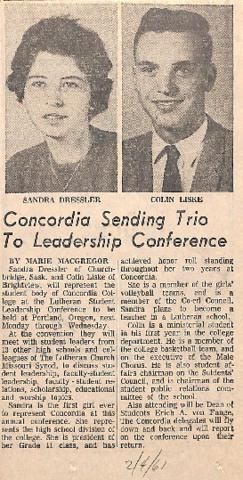 SANDRA DRESSLER
COLIN LISKE
Concordia Sending Trio
To Leadership Conference
BY MARIE MACGREGOR
Sandra Dressler of Church-
bridge, Sask. and Colin Liske of
Brightview, will represent the
student body of Concordia Col-
lege at the Lutheran Student
Leadership Conference to be
held at Portland, Oregon, next
Monday through Wednesday.
At the convention they will
meet with student leaders from
13 other high schools and col-
leagues of The Lutheran Church
Missouri Synod, to discuss stu-
dent leadership, faculty-student
leadership, faculty-student re-
lations, scholarship, educational
and worship topics.
Sandra is the first girl ever
to represent Concordia at this
annual conference. She repre-
sents the high school division of
the college. She is president of
her Grade 11 class, and has
achieved honor roll standing
throughout her two years at
Concordia.
She is a member of the girls'
volleyball teams, and is a
member of the Co-ed Council.
Sandra plans to become a
teacher in a Lutheran school.
Colin is a ministerial student
in his first year in the college
department. He is a member of
the College basketball team, and
on the executive of the Male
Chorus. He is also student af-
fairs chairman on the Students'
Council, and is chairman of the
student public relations com-
mittee of the school.
Also attending will be Dean of
Students Erich A. von Fange.
The Concordia delegates will fly
down and back and will report
on the conference upon their
return.
2/4/61